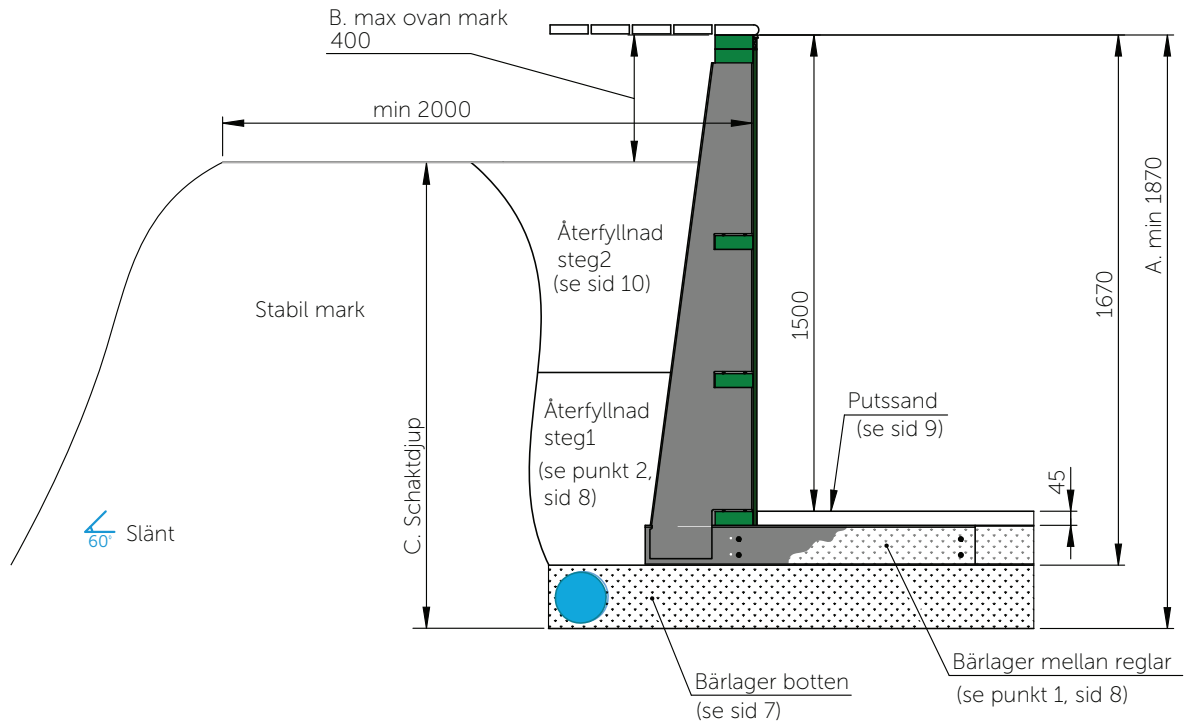 B. max ovan mark
400
min 2000
Återfyllnad
steg2
(se sid 10)
Stabil mark
1500
1670
A. min 1870
C. Schaktdjup
Återfyllnad
steg1
(se punkt 2,
sid 8)
Putssand
(se sid 9)
45
60°
Slänt
Bärlager botten
(se sid 7)
Bärlager mellan reglar
(se punkt 1, sid 8)